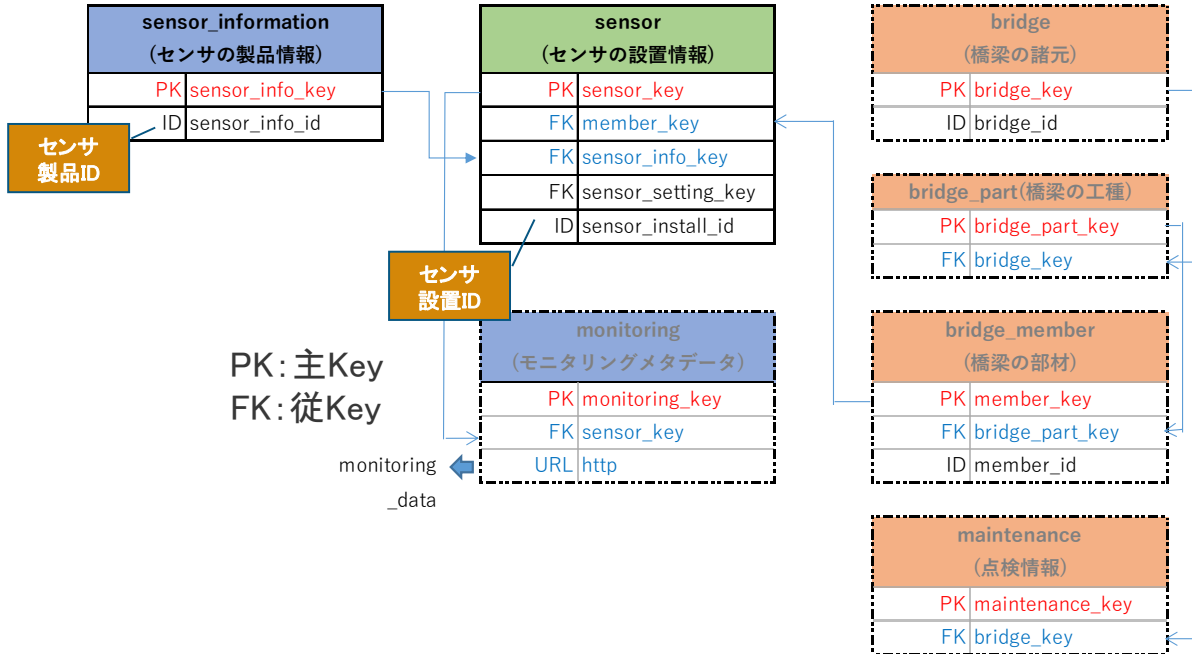 sensor_information
(センサの製品情報)
PK sensor_info_key
ID sensor_info_id
センサ
製品ID
sensor
(センサの設置情報)
PK sensor_key
FK member_key
FK sensor_info_key
FK sensor_setting_key
ID sensor_install_id
センサ
設置ID
monitoring
(モニタリングメタデータ)
PK monitoring_key
FK sensor_key
URL http
monitoring
_data
PK:主Key
FK:従Key
bridge
(橋梁の諸元)
PK bridge_key
ID bridge_id
bridge_part(橋梁の工種)
PK bridge_part_key
FK bridge_key
bridge_member
(橋梁の部材)
PK member_key
FK bridge_part_key
ID member_id
maintenance
(点検情報)
PK maintenance_key
FK bridge_key